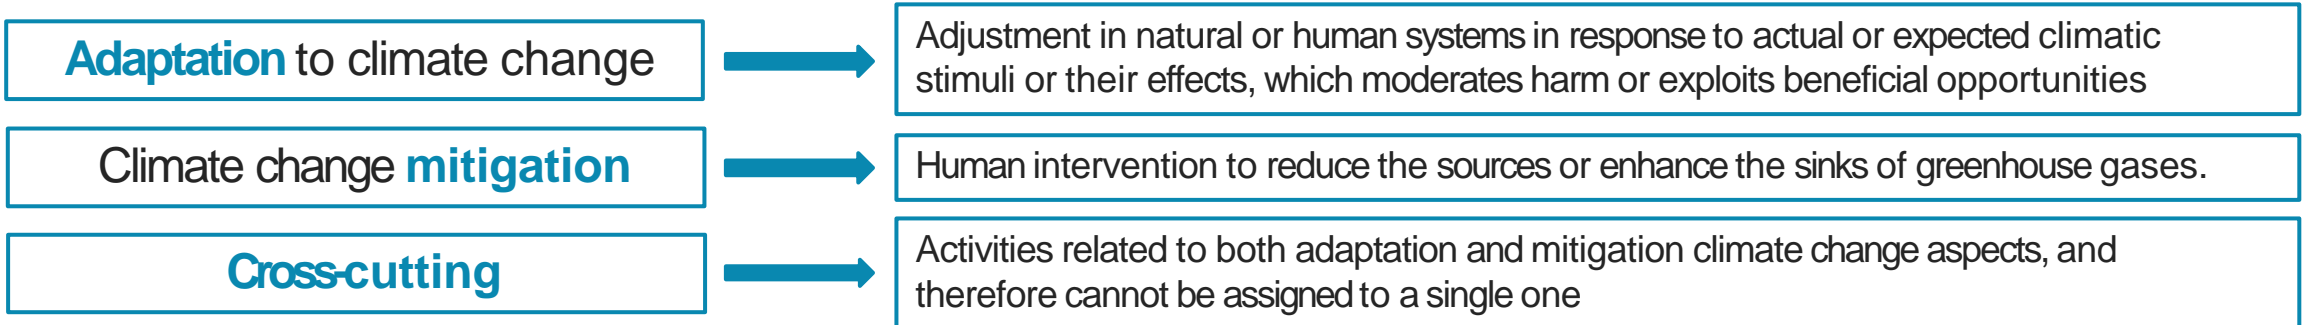 Adaptation to climate change
Adjustment in natural or human systems in response to actual or expected climatic
stimuli or their effects, which moderates harm or exploits beneficial opportunities
Climate change mitigation
Human intervention to reduce the sources or enhance the sinks of greenhouse gases.
Cross-cutting
Activities related to both adaptation and mitigation climate change aspects, and
therefore cannot be assigned to a single one